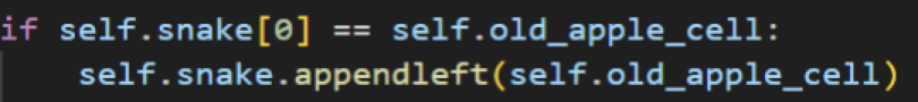 if self.snake[0] == self.old_apple_cell:
    self.snake.appendleft(self.old_apple_cell)